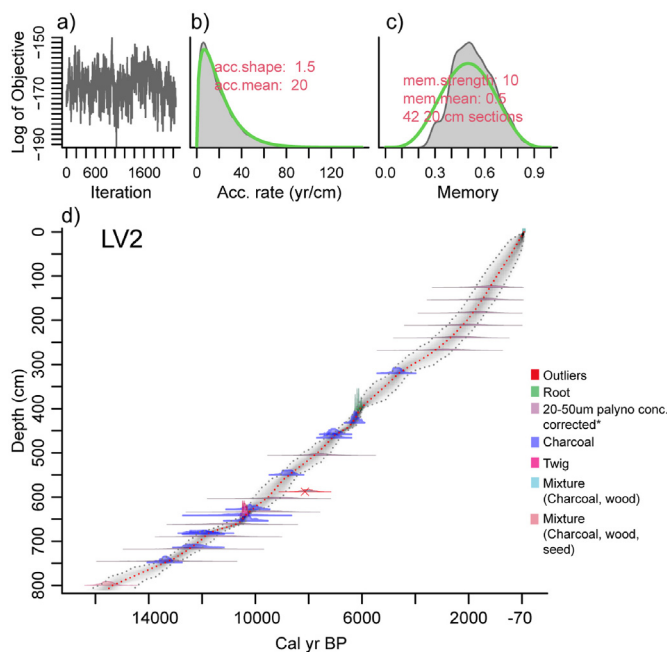 a)
Log of Objective
-150
-170
-190
0
600
1600
Iteration
b)
acc.shape: 1.5
acc.mean: 20
0
40
80
120
Acc. rate (yr/cm)
c)
mem.strength: 10
mem.mean: 0.5
42 20 cm sections
0.0
0.3
0.6
0.9
Memory
d)
LV2
Depth (cm)
0
100
200
300
400
500
600
700
800
14000
10000
6000
2000
-70
Cal yr BP
Outliers
Root
20-50um palyno conc.
corrected*
Charcoal
Twig
Mixture
(Charcoal, wood)
Mixture
(Charcoal, wood,
seed)